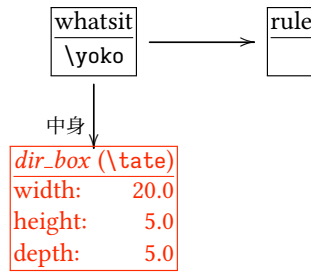 whatsit
rule
\yoko
中身
dir_box (\tate)
width: 20.0
height: 5.0
depth: 5.0